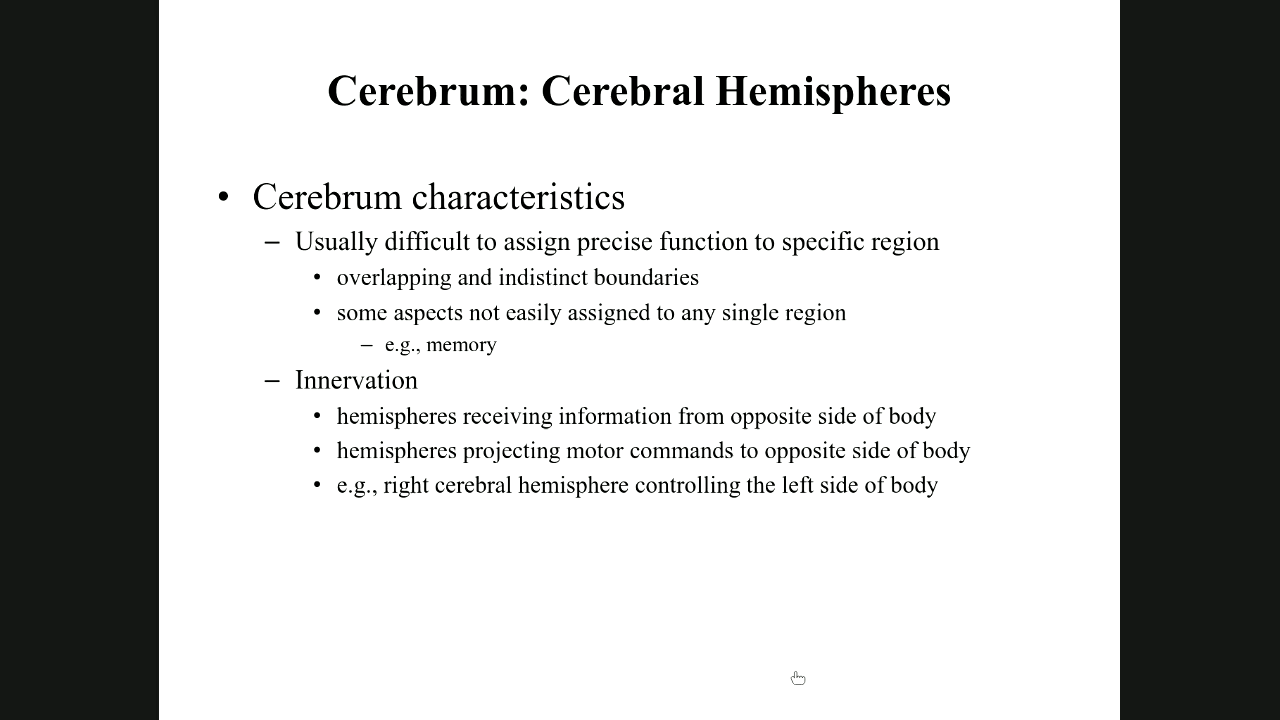 Cerebrum: Cerebral Hemispheres
• Cerebrum characteristics
– Usually difficult to assign precise function to specific region
• overlapping and indistinct boundaries
• some aspects not easily assigned to any single region
– e.g., memory
– Innervation
• hemispheres receiving information from opposite side of body
• hemispheres projecting motor commands to opposite side of body
• e.g., right cerebral hemisphere controlling the left side of body